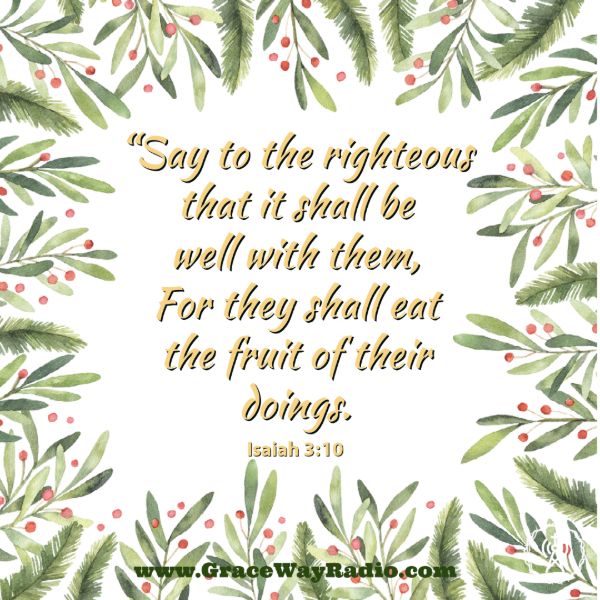 “Say to the righteous
that it shall be
well with them,
For they shall eat
the fruit of their
doings.
Isaiah 3:10
www.GraceWayRadio.com